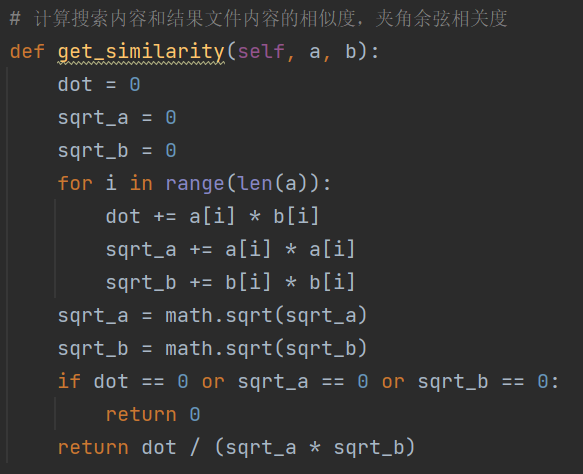 # 计算搜索内容和结果文件内容的相似度，夹角余弦相关度
def get_similarity(self, a, b):
    dot = 0
    sqrt_a = 0
    sqrt_b = 0
    for i in range(len(a)):
        dot += a[i] * b[i]
        sqrt_a += a[i] * a[i]
        sqrt_b += b[i] * b[i]
    sqrt_a = math.sqrt(sqrt_a)
    sqrt_b = math.sqrt(sqrt_b)
    if dot == 0 or sqrt_a == 0 or sqrt_b == 0:
        return 0
    return dot / (sqrt_a * sqrt_b)